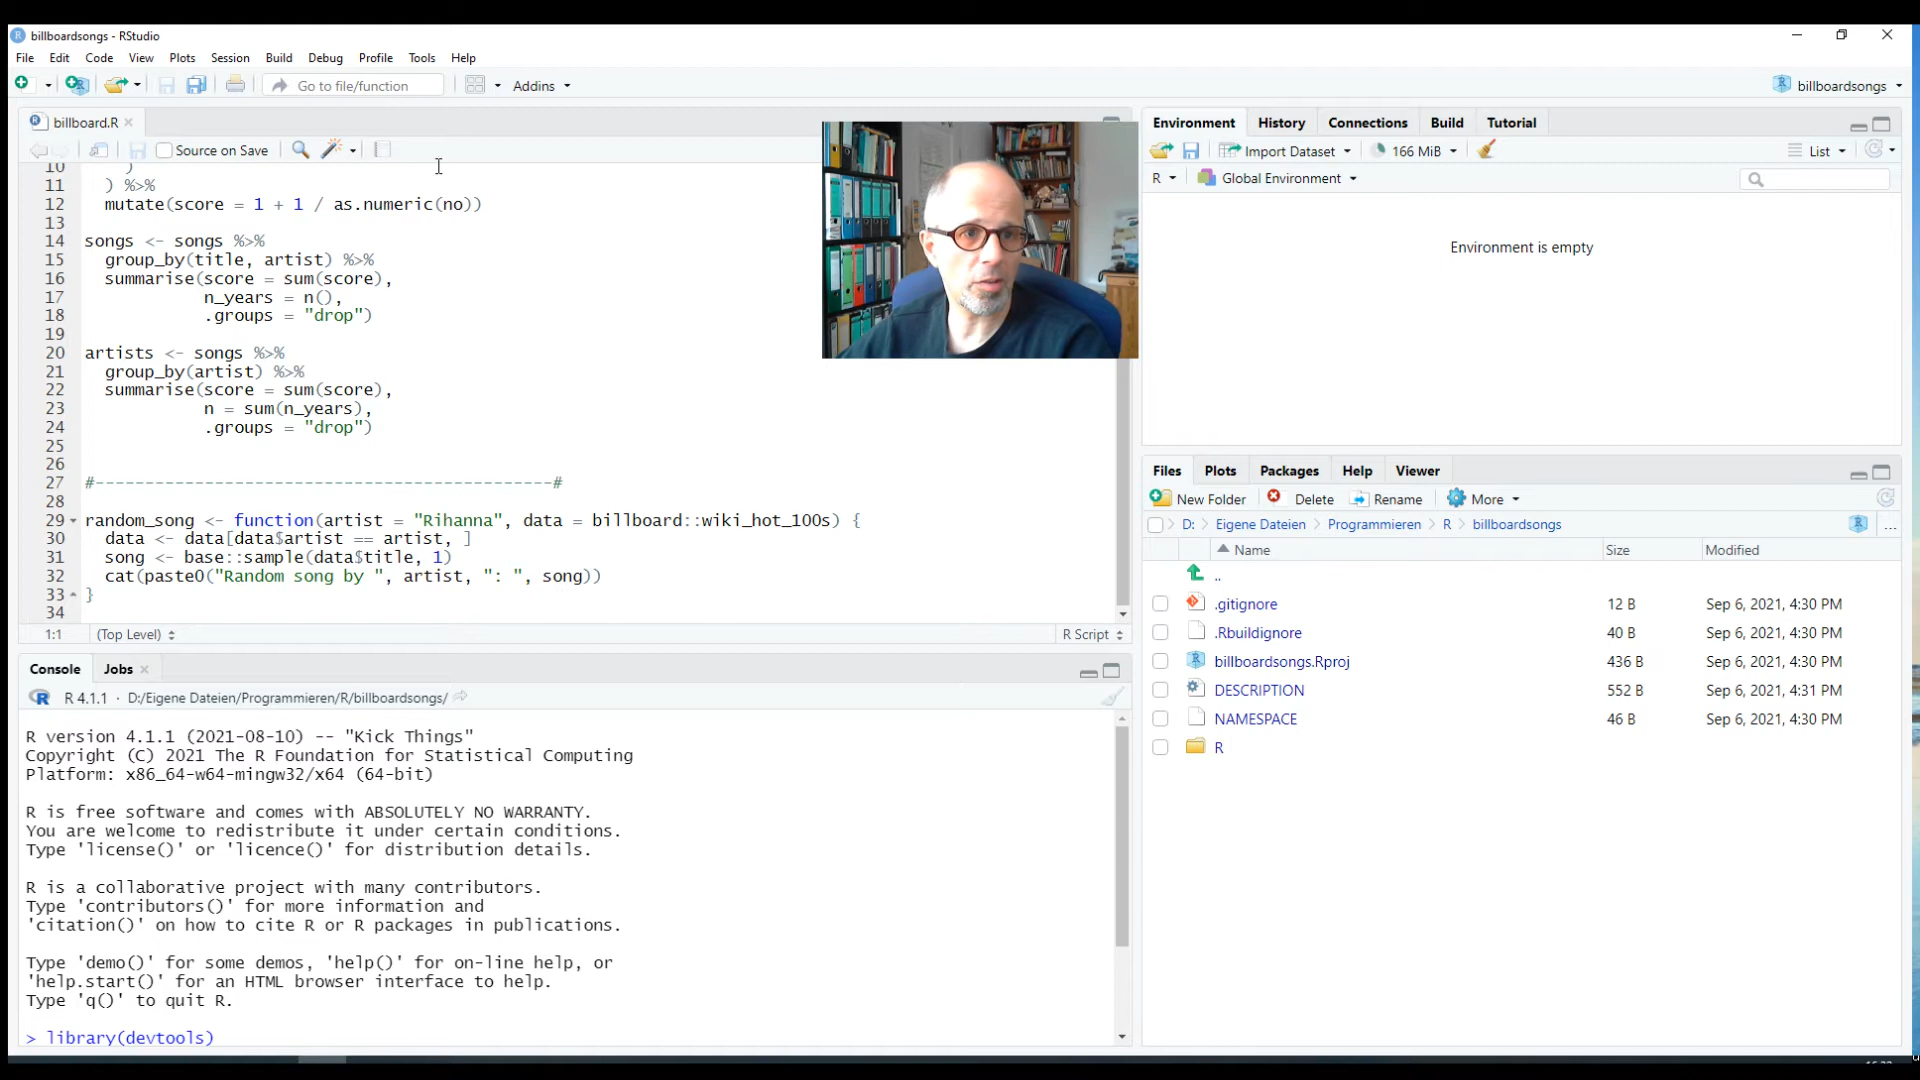 billboardsongs - RStudio
File Edit Code View Plots Session Build Debug Profile Tools Help
Go to file/function Addins billboardsongs
billboard.R
Source on Save
10 )
11 ) %>%
12 mutate(score = 1 + 1 / as.numeric(no))
13
14 songs <- songs %>%
15 group_by(title, artist) %>%
16 summarise(score = sum(score),
17 n_years = n(),
18 .groups = "drop")
19
20 artists <- songs %>%
21 group_by(artist) %>%
22 summarise(score = sum(score),
23 n = sum(n_years),
24 .groups = "drop")
25
26
27 #----------------------------------------------#
28
29 random_song <- function(artist = "Rihanna", data = billboard::wiki_hot_100s) {
30 data <- data[data$artist == artist, ]
31 song <- base::sample(data$title, 1)
32 cat(paste0("Random song by ", artist, ": ", song))
33 }
34
1:1 (Top Level) R Script
Console Jobs
R 4.1.1 · D:/Eigene Dateien/Programmieren/R/billboardsongs/
R version 4.1.1 (2021-08-10) -- "Kick Things"
Copyright (C) 2021 The R Foundation for Statistical Computing
Platform: x86_64-w64-mingw32/x64 (64-bit)
R is free software and comes with ABSOLUTELY NO WARRANTY.
You are welcome to redistribute it under certain conditions.
Type 'license()' or 'licence()' for distribution details.
R is a collaborative project with many contributors.
Type 'contributors()' for more information and
'citation()' on how to cite R or R packages in publications.
Type 'demo()' for some demos, 'help()' for on-line help, or
'help.start()' for an HTML browser interface to help.
Type 'q()' to quit R.
> library(devtools)
Environment History Connections Build Tutorial
Import Dataset 166 MiB List
R Global Environment
Environment is empty
Files Plots Packages Help Viewer
New Folder Delete Rename More
D: Eigene Dateien Programmieren R billboardsongs ...
Name Size Modified
..
.gitignore 12 B Sep 6, 2021, 4:30 PM
.Rbuildignore 40 B Sep 6, 2021, 4:30 PM
billboardsongs.Rproj 436 B Sep 6, 2021, 4:30 PM
DESCRIPTION 552 B Sep 6, 2021, 4:31 PM
NAMESPACE 46 B Sep 6, 2021, 4:30 PM
R